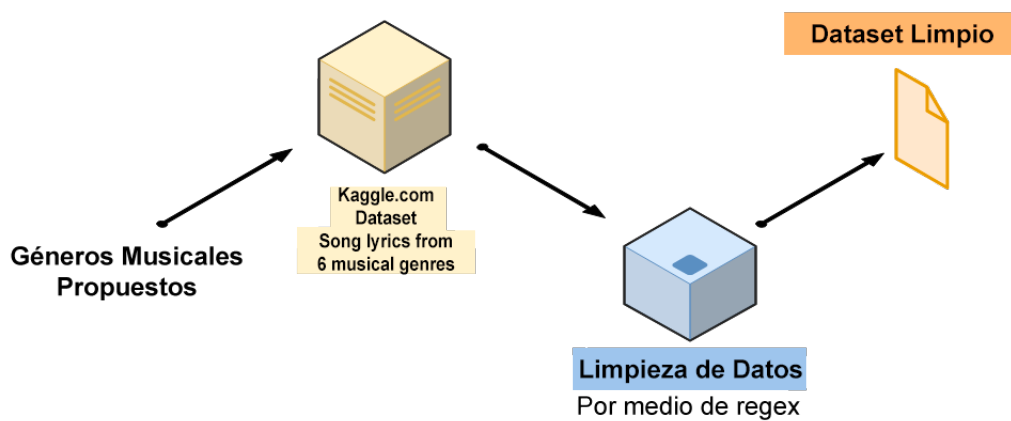 Géneros Musicales
Propuestos
Kaggle.com
Dataset
Song lyrics from
6 musical genres
Limpieza de Datos
Por medio de regex
Dataset Limpio